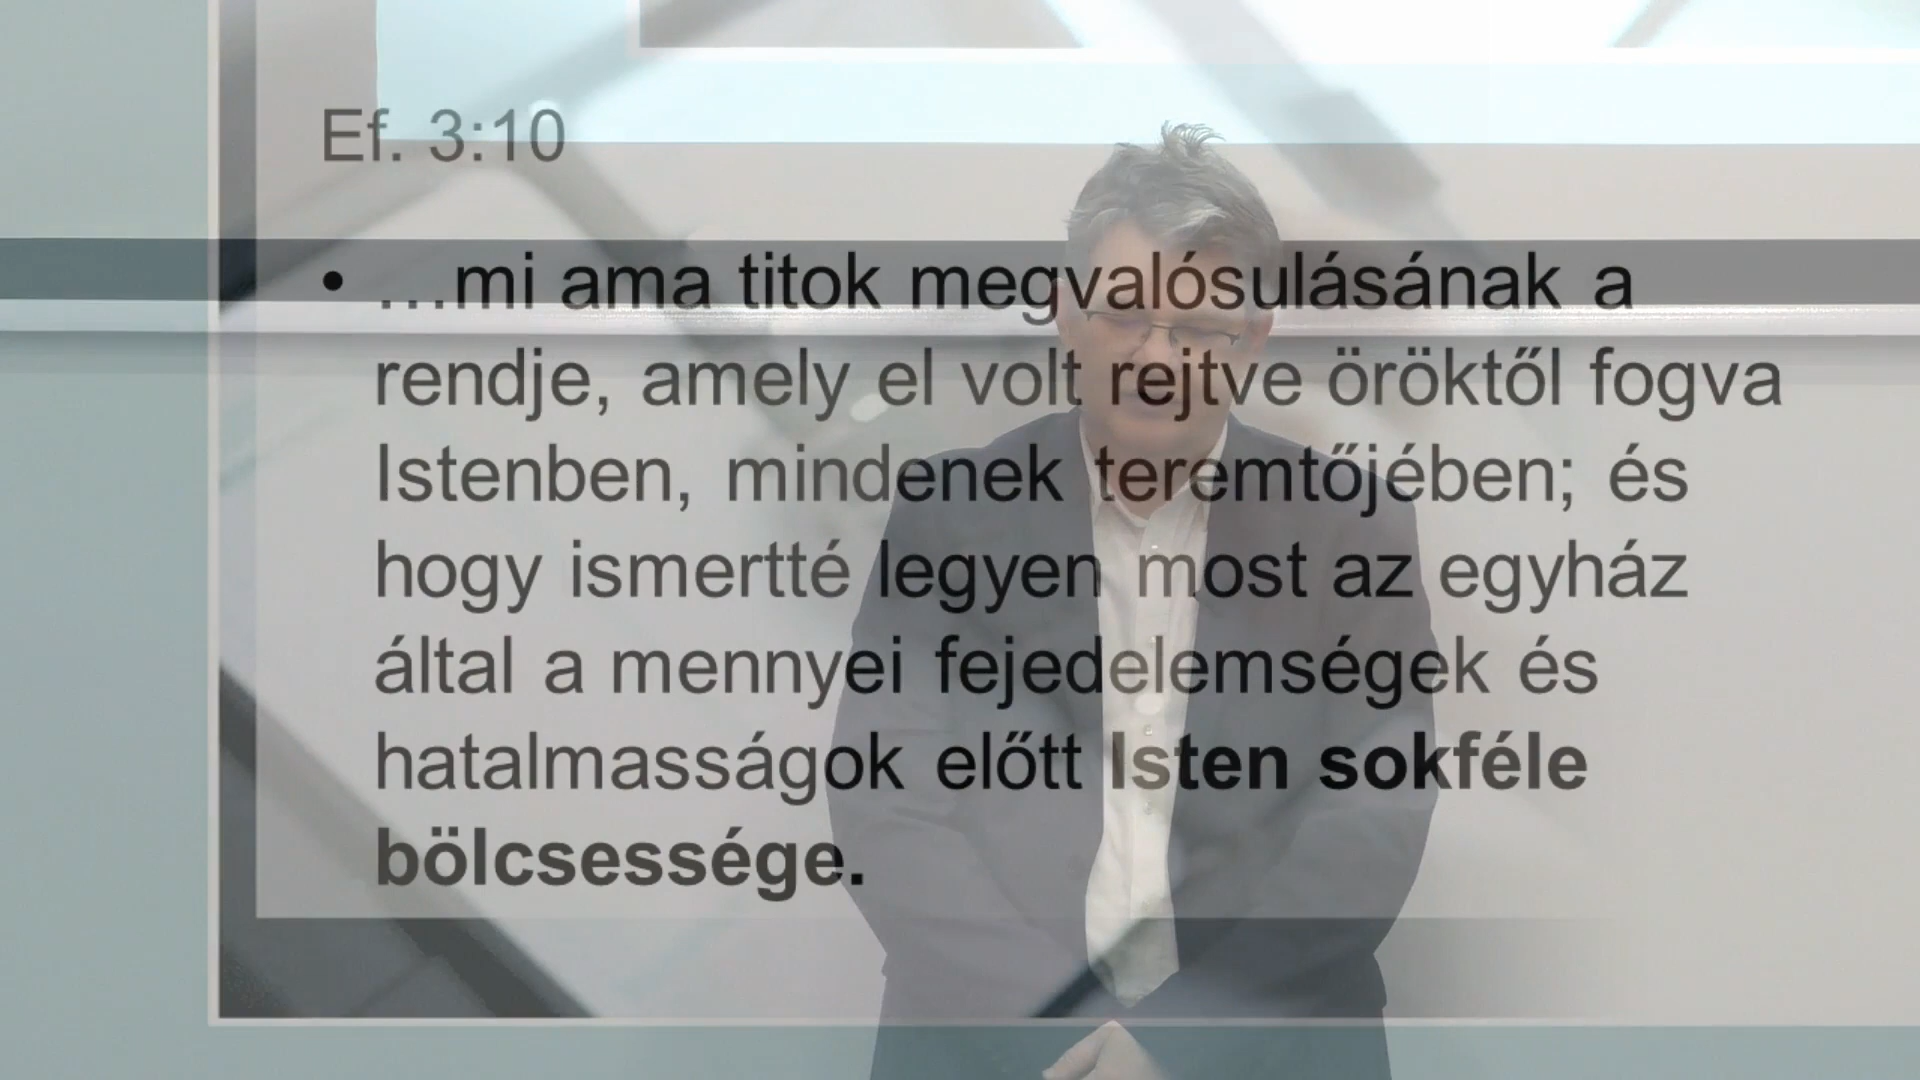 Ef. 3:10
• …mi ama titok megvalósulásának a
rendje, amely el volt rejtve öröktől fogva
Istenben, mindenek teremtőjében; és
hogy ismertté legyen most az egyház
által a mennyei fejedelemségek és
hatalmasságok előtt Isten sokféle
bölcsessége.